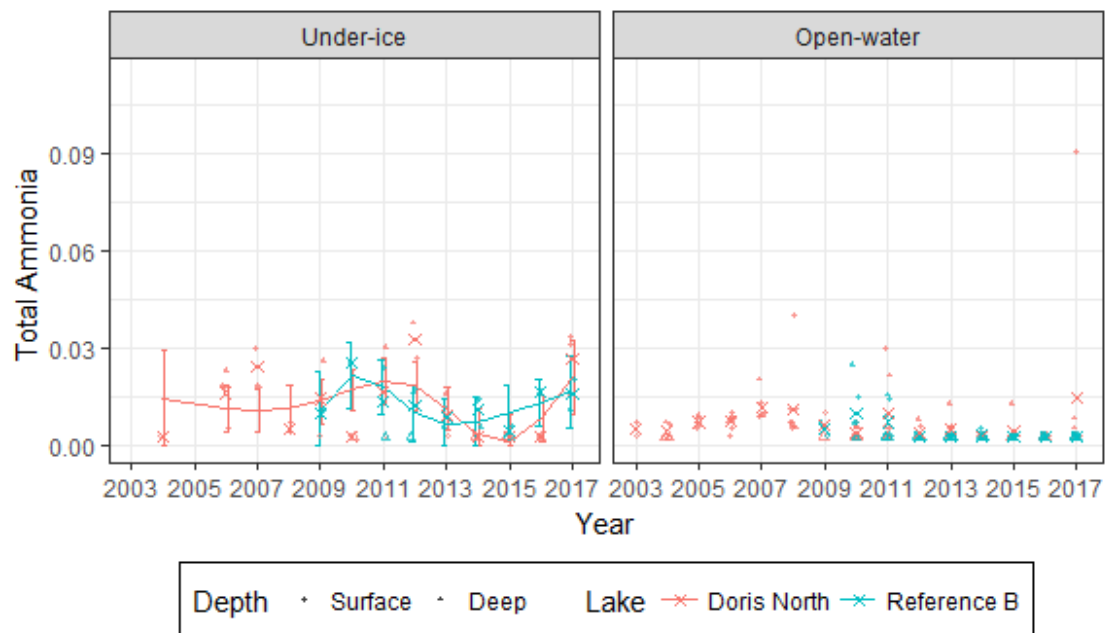 Under-ice Open-water
Total Ammonia
0.09
0.06
0.03
0.00
2003 2005 2007 2009 2011 2013 2015 2017 2003 2005 2007 2009 2011 2013 2015 2017
Year
Depth Surface Deep Lake Doris North Reference B